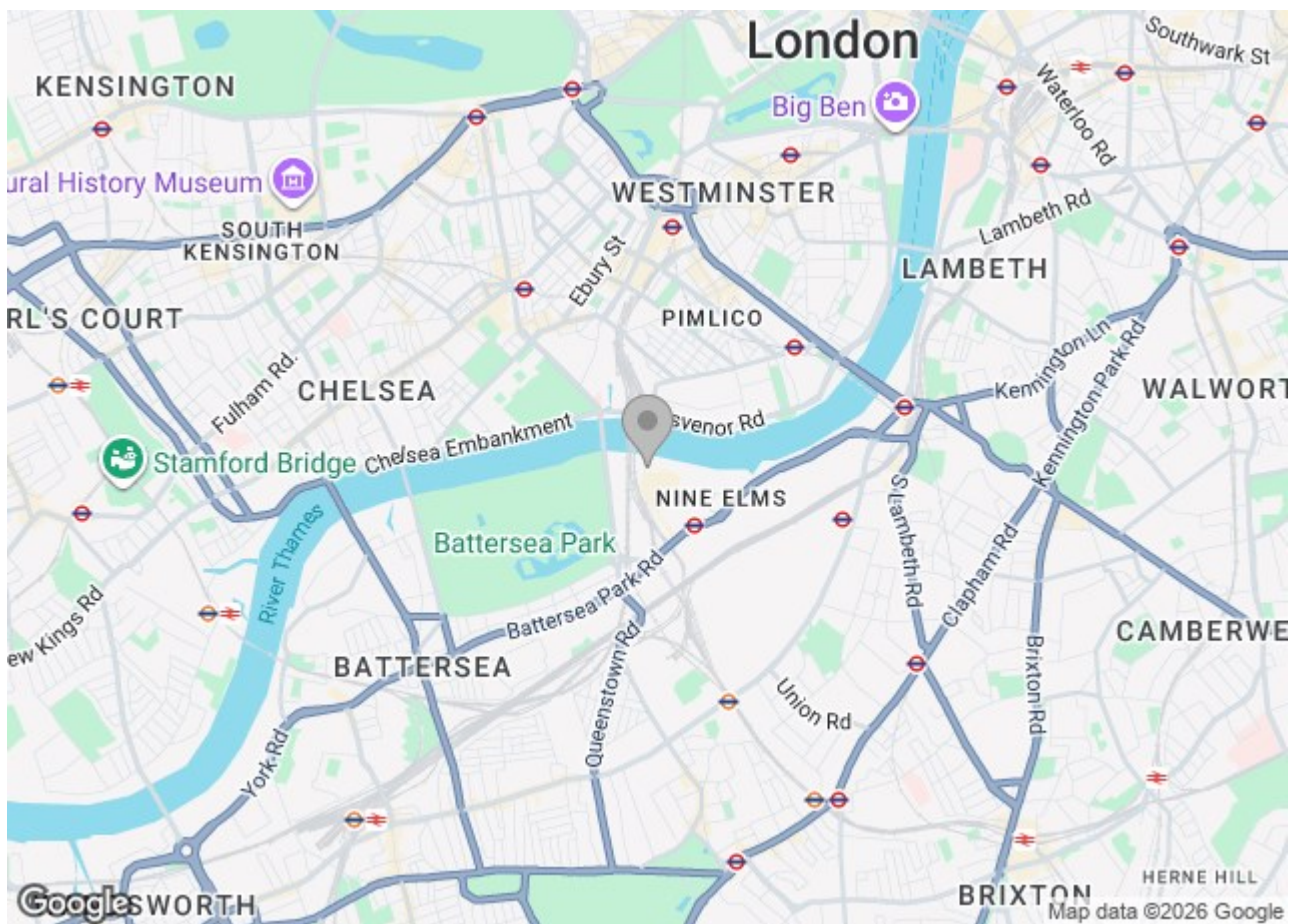 London
Southwark St
KENSINGTON
Big Ben
Waterloo Rd
ural History Museum
WESTMINSTER
SOUTH
KENSINGTON
Lambeth Rd
Ebury St
LAMBETH
RL'S COURT
PIMLICO
Kennington Ln
Kennington Park Rd
WALWORT
CHELSEA
Fulham Rd.
svenor Rd
Chelsea Embankment
Stamford Bridge
NINE ELMS
S Lambeth Rd
River Thames
Battersea Park
Clapham Rd
Battersea Park Rd
ew Kings Rd
CAMBERWE
BATTERSEA
Queenstown Rd
Union Rd
Brixton Rd
York Rd
HERNE HILL
BRIXTON
Google
SWORTH
Map data ©2026 Google